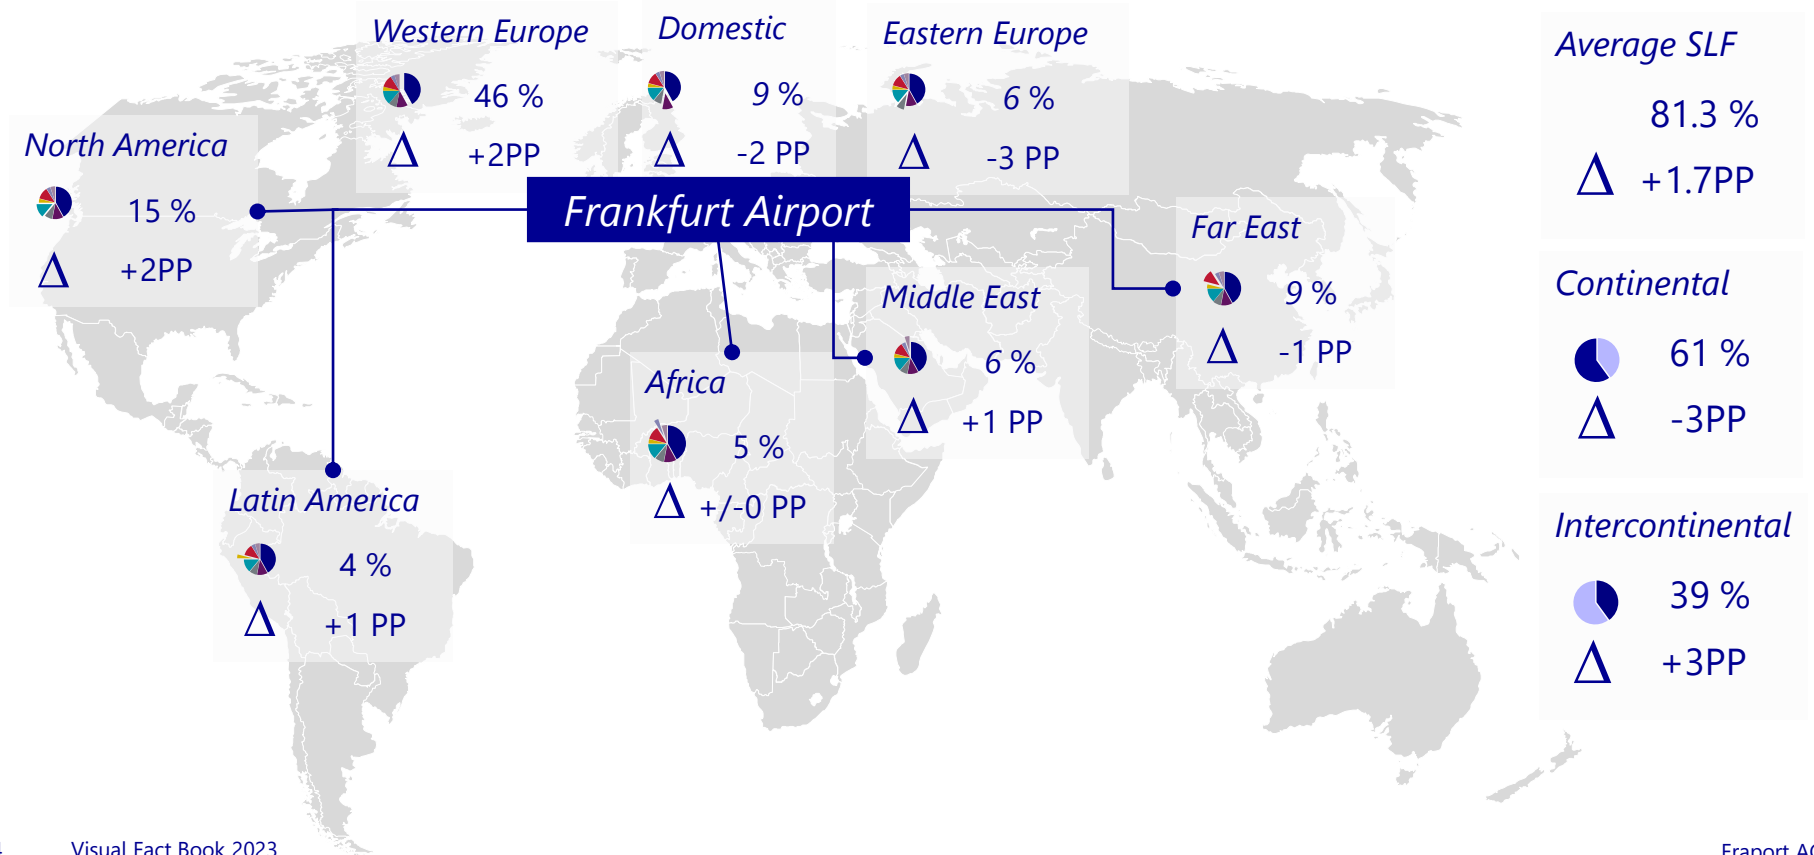 Western Europe
46 %
Δ +2PP
Domestic
9 %
Δ -2 PP
Eastern Europe
6 %
Δ -3 PP
Average SLF
81.3 %
Δ +1.7PP
North America
15 %
Δ +2PP
Frankfurt Airport
Far East
9 %
Δ -1 PP
Middle East
6 %
Δ +1 PP
Continental
61 %
Δ -3PP
Africa
5 %
Δ +/-0 PP
Latin America
4 %
Δ +1 PP
Intercontinental
39 %
Δ +3PP
Visual Fact Book 2023
Fraport